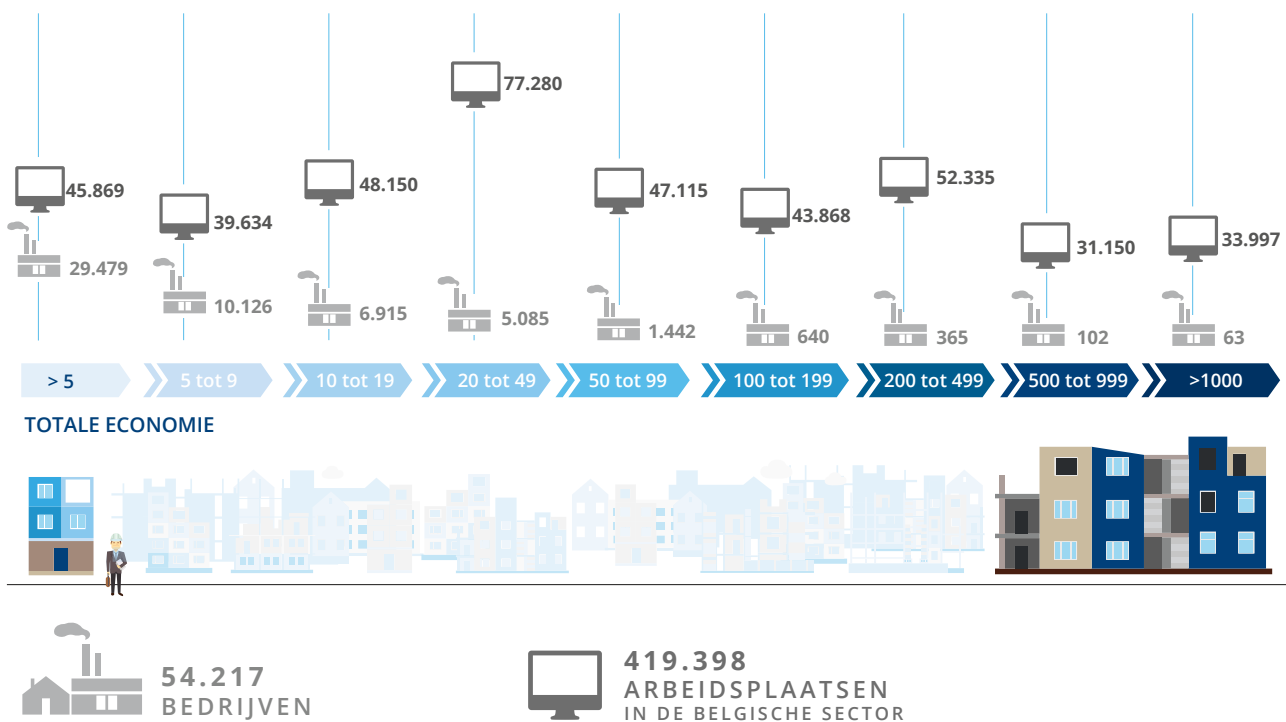 77.280
45.869
48.150
47.115
52.335
39.634
43.868
31.150
33.997
29.479
10.126
6.915
5.085
1.442
640
365
102
63
> 5
5 tot 9
10 tot 19
20 tot 49
50 tot 99
100 tot 199
200 tot 499
500 tot 999
>1000
TOTALE ECONOMIE
54.217
BEDRIJVEN
419.398
ARBEIDSPLAATSEN
IN DE BELGISCHE SECTOR